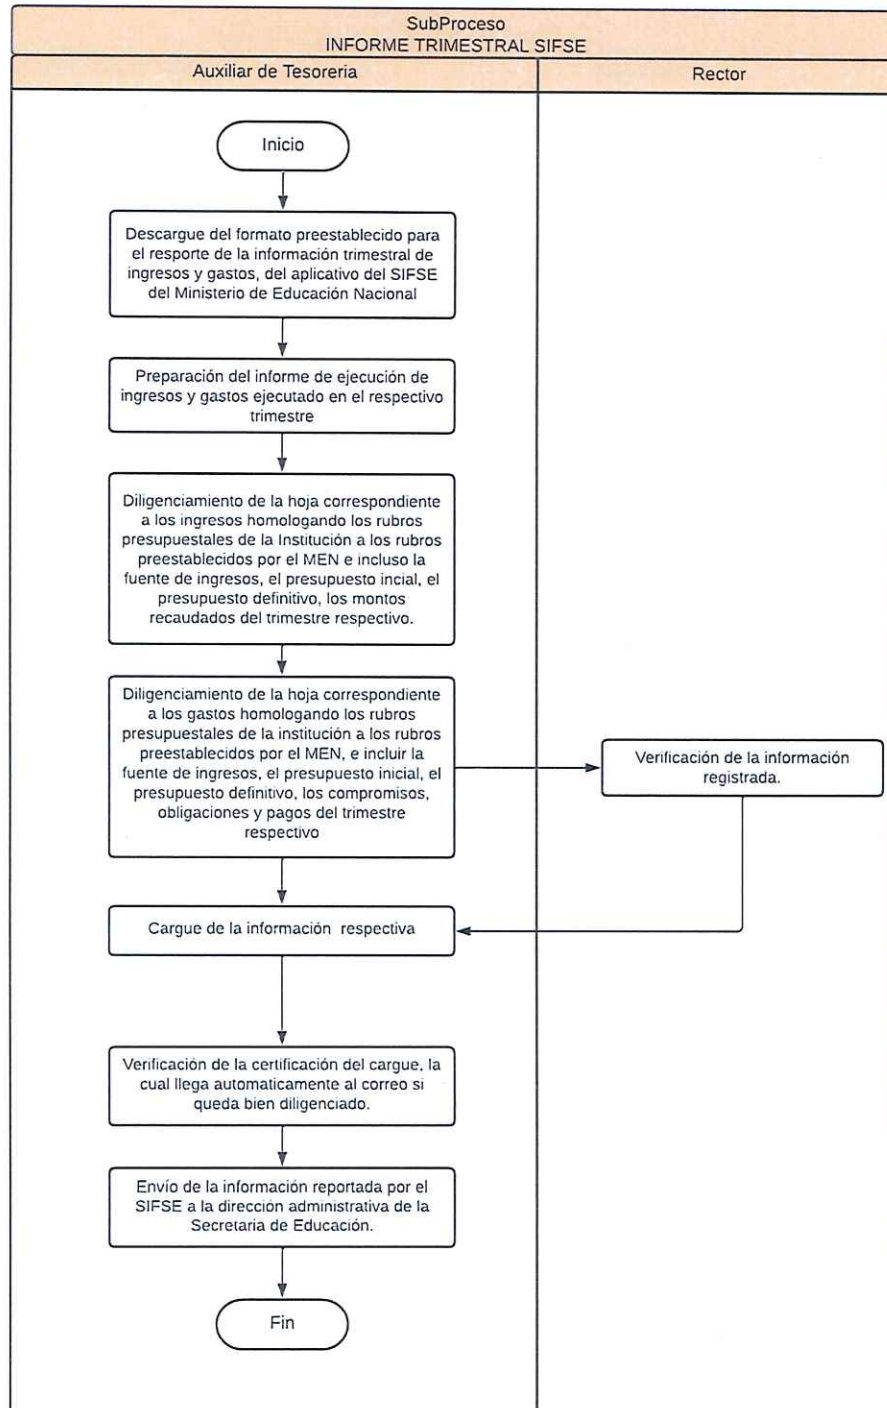 SubProceso
INFORME TRIMESTRAL SIFSE
Auxiliar de Tesoreria
Rector
Inicio
Descargue del formato preestablecido para
el resporte de la información trimestral de
ingresos y gastos, del aplicativo del SIFSE
del Ministerio de Educación Nacional
Preparación del informe de ejecución de
ingresos y gastos ejecutado en el respectivo
trimestre
Diligenciamiento de la hoja correspondiente
a los ingresos homologando los rubros
presupuestales de la Institución a los rubros
preestablecidos por el MEN e incluso la
fuente de ingresos, el presupuesto incial, el
presupuesto definitivo, los montos
recaudados del trimestre respectivo.
Diligenciamiento de la hoja correspondiente
a los gastos homologando los rubros
presupuestales de la institución a los rubros
preestablecidos por el MEN, e incluir la
fuente de ingresos, el presupuesto inicial, el
presupuesto definitivo, los compromisos,
obligaciones y pagos del trimestre
respectivo
Verificación de la información
registrada.
Cargue de la información respectiva
Verificación de la certificación del cargue, la
cual llega automaticamente al correo si
queda bien diligenciado.
Envío de la información reportada por el
SIFSE a la dirección administrativa de la
Secretaria de Educación.
Fin